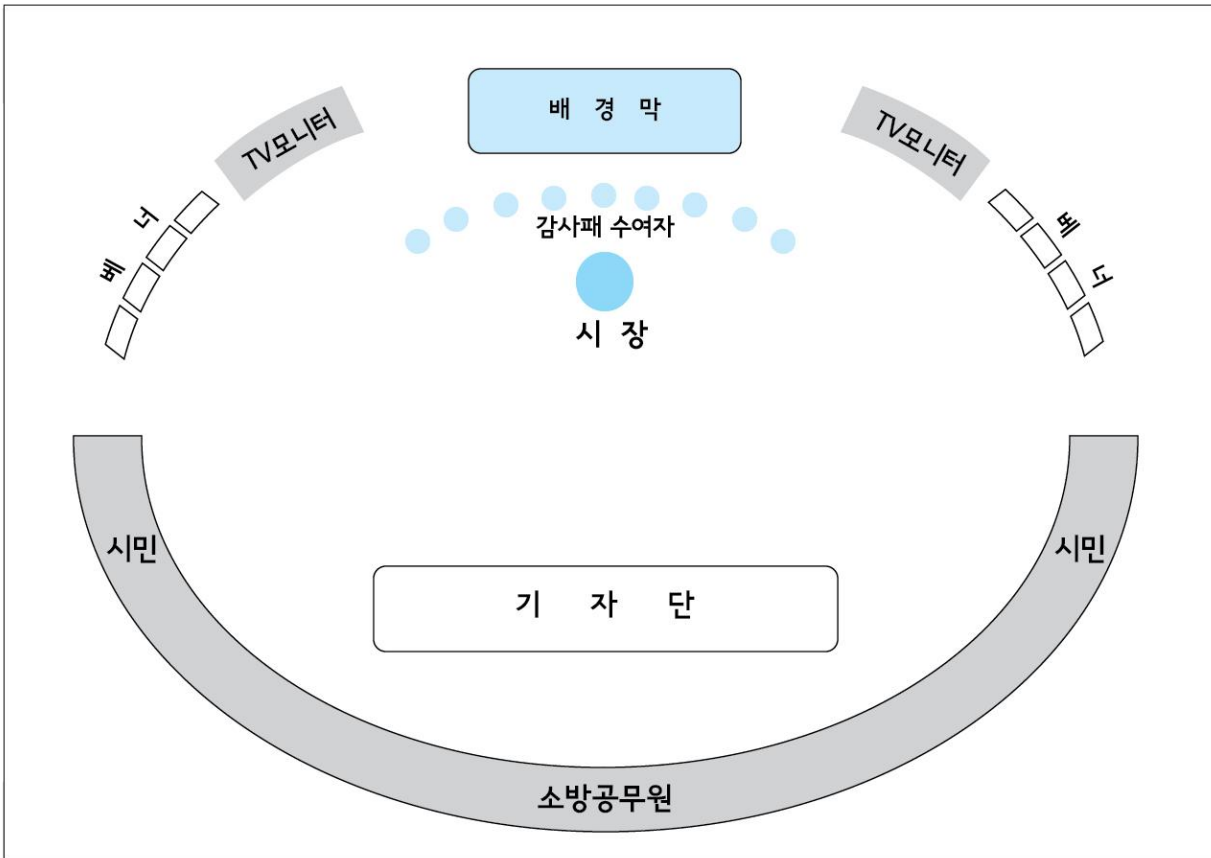 배 경 막
TV모니터
TV모니터
베 너
베 너
감사패 수여자
시 장
시민
시민
기 자 단
소방공무원